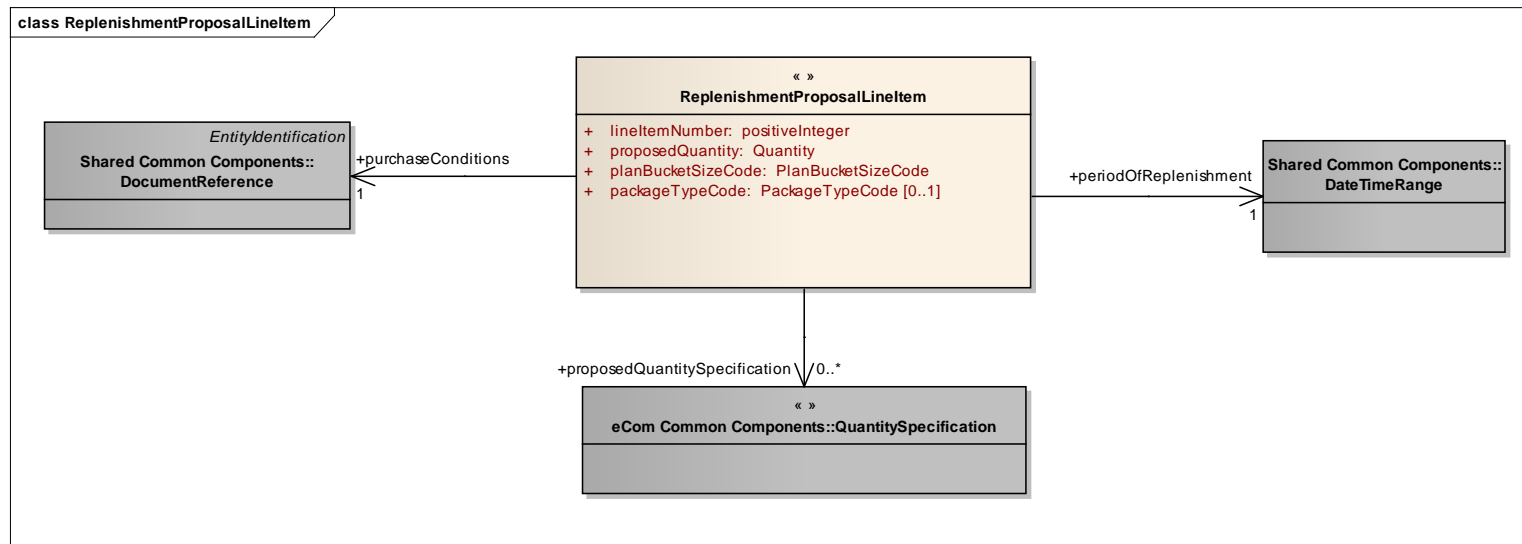 class ReplenishmentProposalLineItem
« »
ReplenishmentProposalLineItem
+ lineItemNumber: positiveInteger
+ proposedQuantity: Quantity
+ planBucketSizeCode: PlanBucketSizeCode
+ packageTypeCode: PackageTypeCode [0..1]
EntityIdentification
Shared Common Components::
DocumentReference
+purchaseConditions
1
+periodOfReplenishment
1
Shared Common Components::
DateTimeRange
+proposedQuantitySpecification
0..*
« »
eCom Common Components::QuantitySpecification